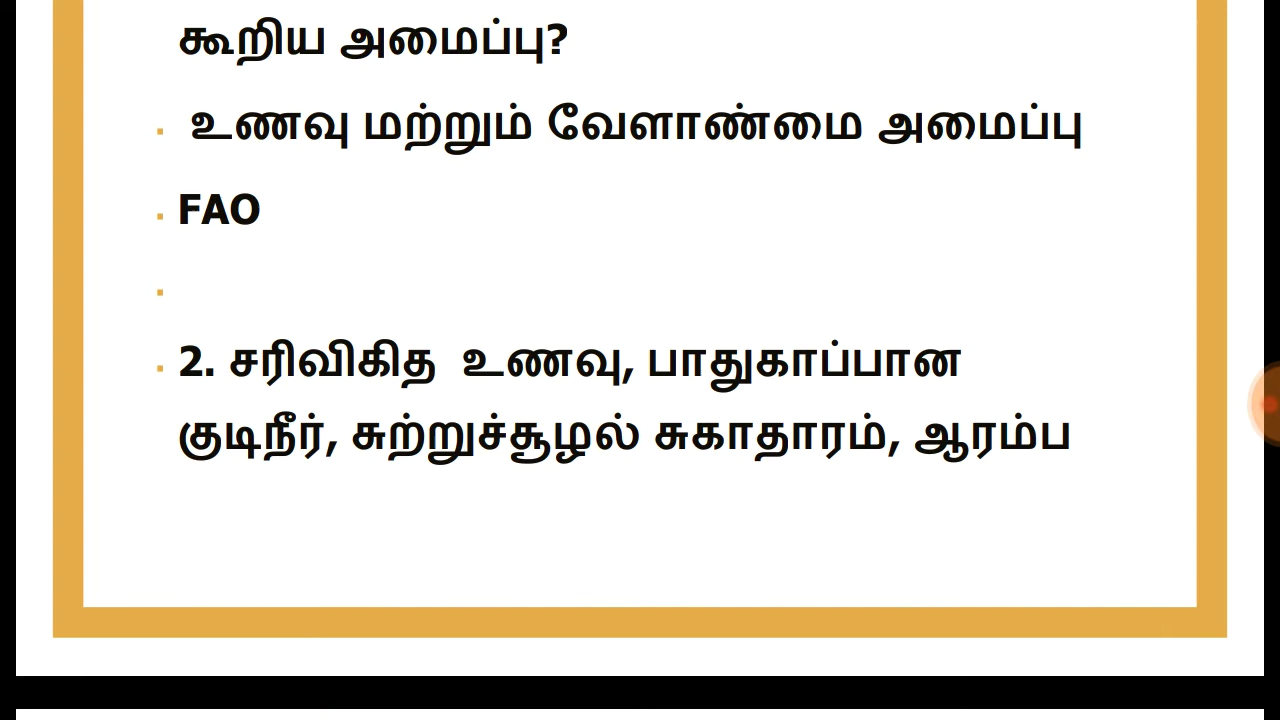 கூறிய அமைப்பு?
உணவு மற்றும் வேளாண்மை அமைப்பு
FAO
2. சரிவிகித உணவு, பாதுகாப்பான
குடிநீர், சுற்றுச்சூழல் சுகாதாரம், ஆரம்ப